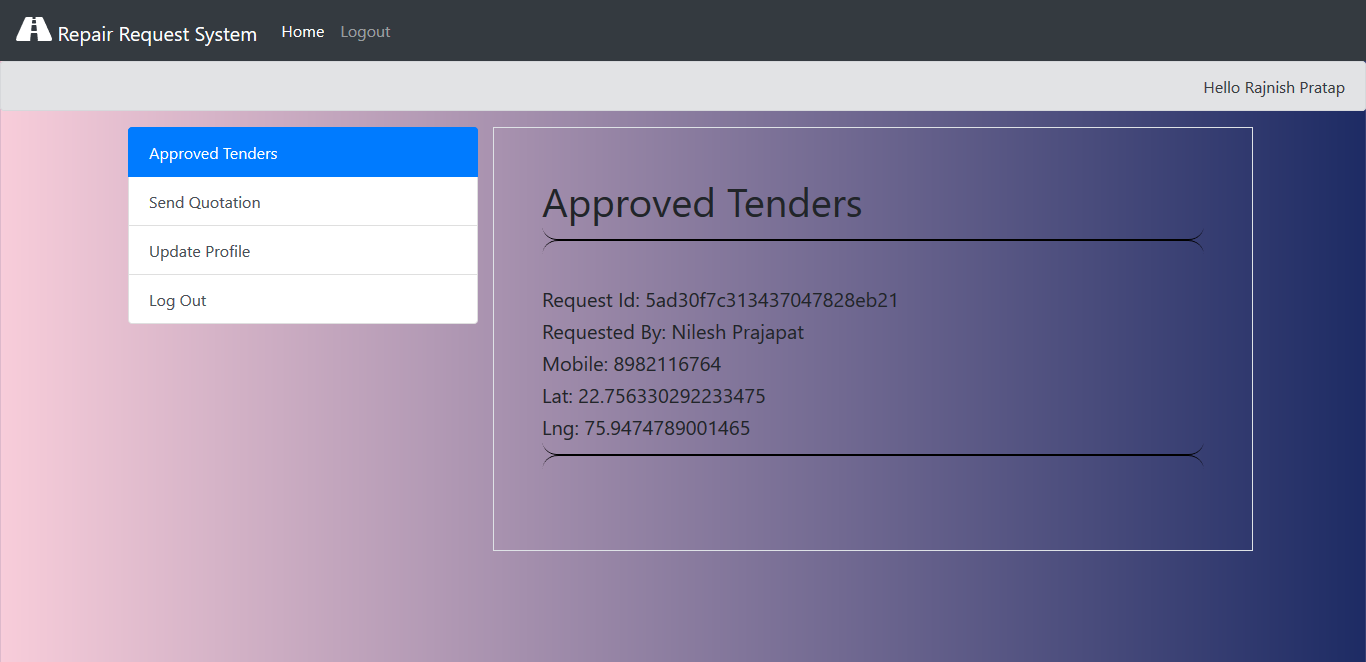 Repair Request System Home Logout
Hello Rajnish Pratap
Approved Tenders
Send Quotation
Update Profile
Log Out
Approved Tenders
Request Id: 5ad30f7c313437047828eb21
Requested By: Nilesh Prajapat
Mobile: 8982116764
Lat: 22.756330292233475
Lng: 75.9474789001465